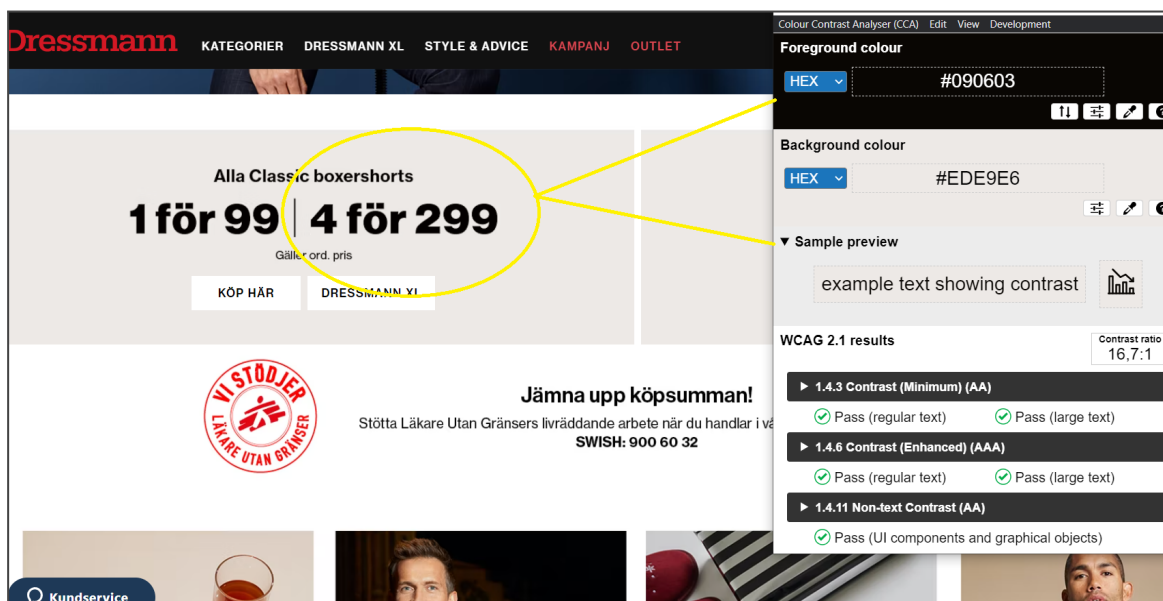 Dressmann
KATEGORIER DRESSMANN XL STYLE & ADVICE KAMPANJ OUTLET
Alla Classic boxershorts
1 för 99 | 4 för 299
Gäller ord. pris
KÖP HÄR DRESSMANN XL
VI STÖDJER
LÄKARE UTAN GRÄNSER
Jämna upp köpsumman!
Stötta Läkare Utan Gränsers livräddande arbete när du handlar i
SWISH: 900 60 32
Kundservice
Colour Contrast Analyser (CCA) Edit View Development
Foreground colour
HEX #090603
Background colour
HEX #EDE9E6
▼ Sample preview
example text showing contrast
WCAG 2.1 results
Contrast ratio
16,7:1
▶ 1.4.3 Contrast (Minimum) (AA)
Pass (regular text) Pass (large text)
▶ 1.4.6 Contrast (Enhanced) (AAA)
Pass (regular text) Pass (large text)
▶ 1.4.11 Non-text Contrast (AA)
Pass (UI components and graphical objects)